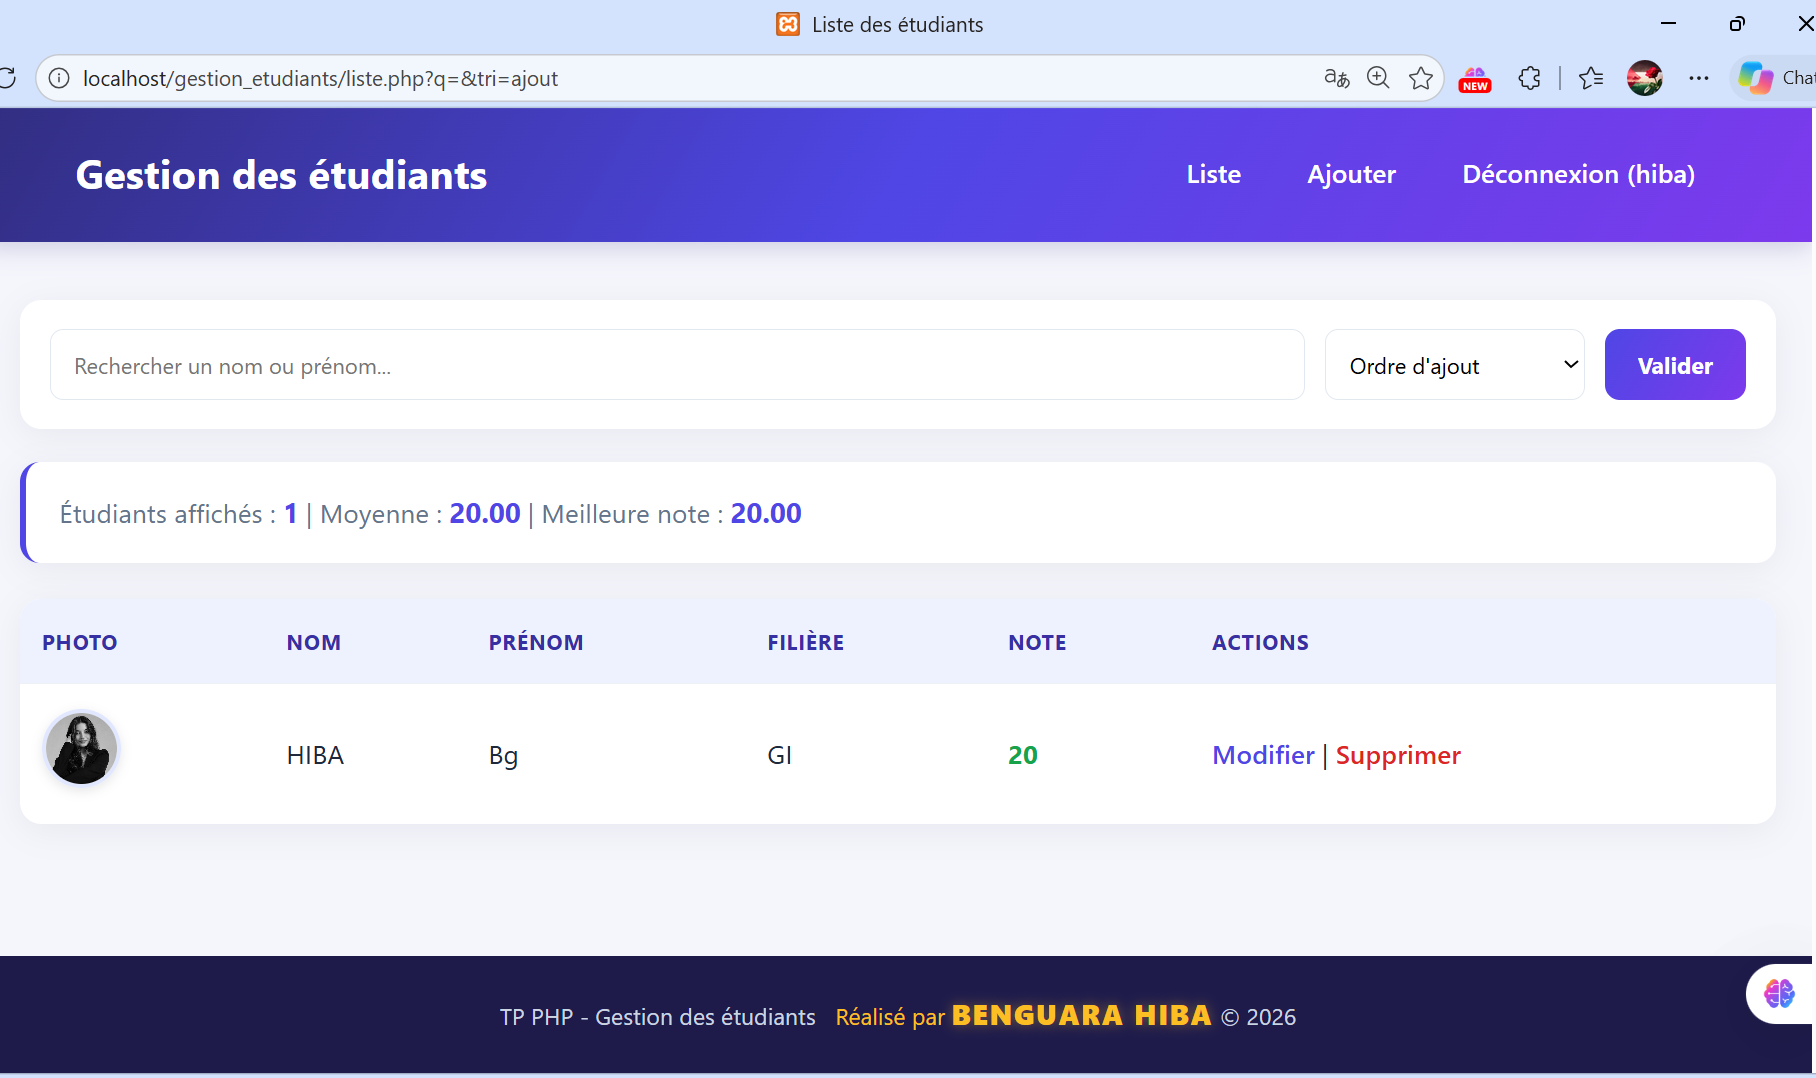 Liste des étudiants
localhost/gestion_etudiants/liste.php?q=&tri=ajout
NEW
Gestion des étudiants
Liste
Ajouter
Déconnexion (hiba)
Rechercher un nom ou prénom...
Ordre d'ajout
Valider
Étudiants affichés : 1 | Moyenne : 20.00 | Meilleure note : 20.00
PHOTO NOM PRÉNOM FILIÈRE NOTE ACTIONS
HIBA Bg GI 20 Modifier | Supprimer
TP PHP - Gestion des étudiants Réalisé par BENGUARA HIBA © 2026